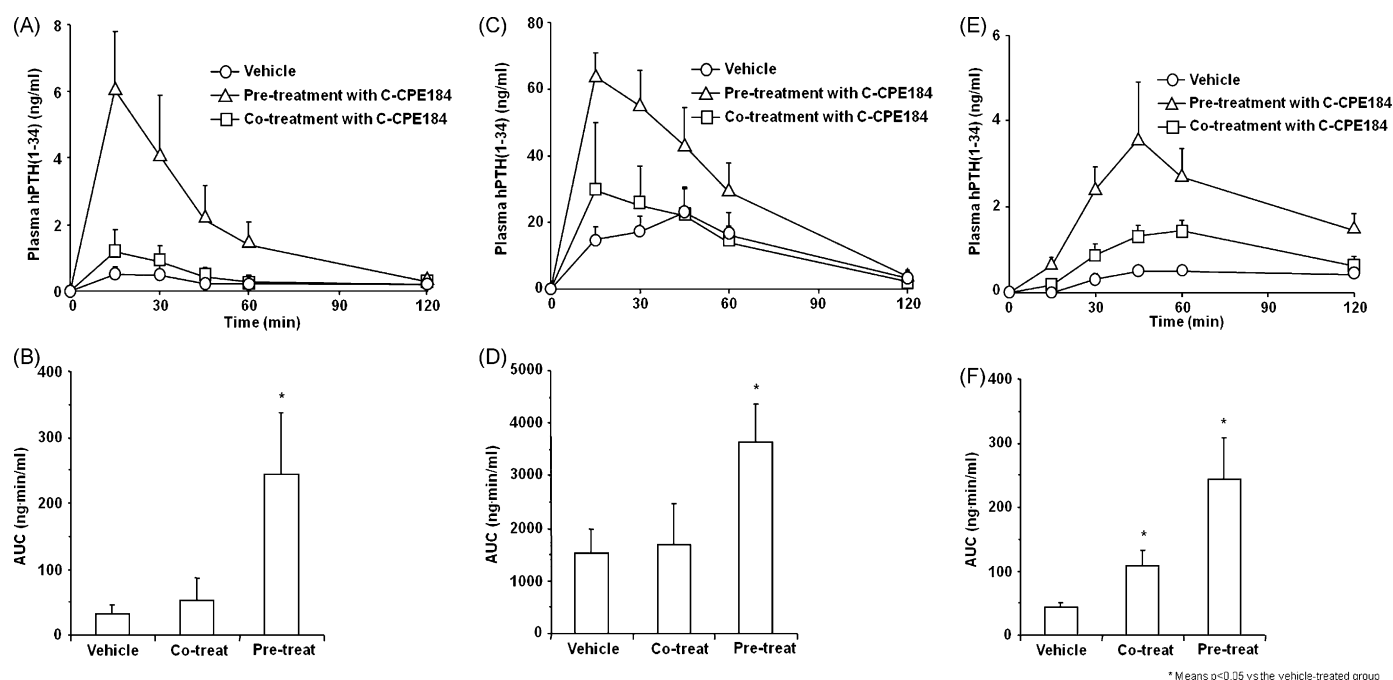 (A)
Plasma hPTH(1-34) (ng/ml)
8
6
4
2
0
Vehicle
Pre-treatment with C-CPE184
Co-treatment with C-CPE184
0 30 60 90 120
Time (min)
(C)
Plasma hPTH(1-34) (ng/ml)
80
60
40
20
0
Vehicle
Pre-treatment with C-CPE184
Co-treatment with C-CPE184
0 30 60 90 120
Time (min)
(E)
Plasma hPTH(1-34) (ng/ml)
6
4
2
0
Vehicle
Pre-treatment with C-CPE184
Co-treatment with C-CPE184
0 30 60 90 120
Time (min)
(B)
AUC (ng·min/ml)
400
300
200
100
0
*
Vehicle Co-treat Pre-treat
(D)
AUC (ng·min/ml)
5000
4000
3000
2000
1000
0
*
Vehicle Co-treat Pre-treat
(F)
AUC (ng·min/ml)
400
300
200
100
0
* *
Vehicle Co-treat Pre-treat
* Means p<0.05 vs the vehicle-treated group